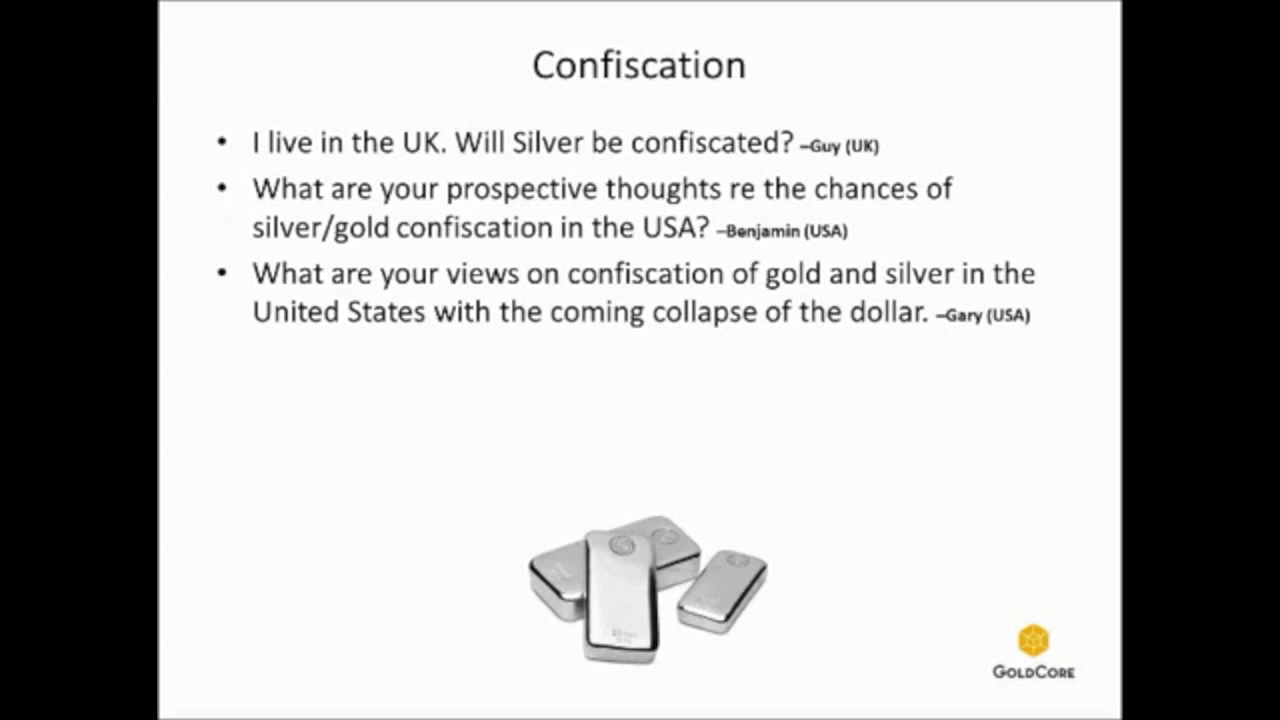 Confiscation
• I live in the UK. Will Silver be confiscated? –Guy (UK)
• What are your prospective thoughts re the chances of
silver/gold confiscation in the USA? –Benjamin (USA)
• What are your views on confiscation of gold and silver in the
United States with the coming collapse of the dollar. –Gary (USA)
GOLDCORE